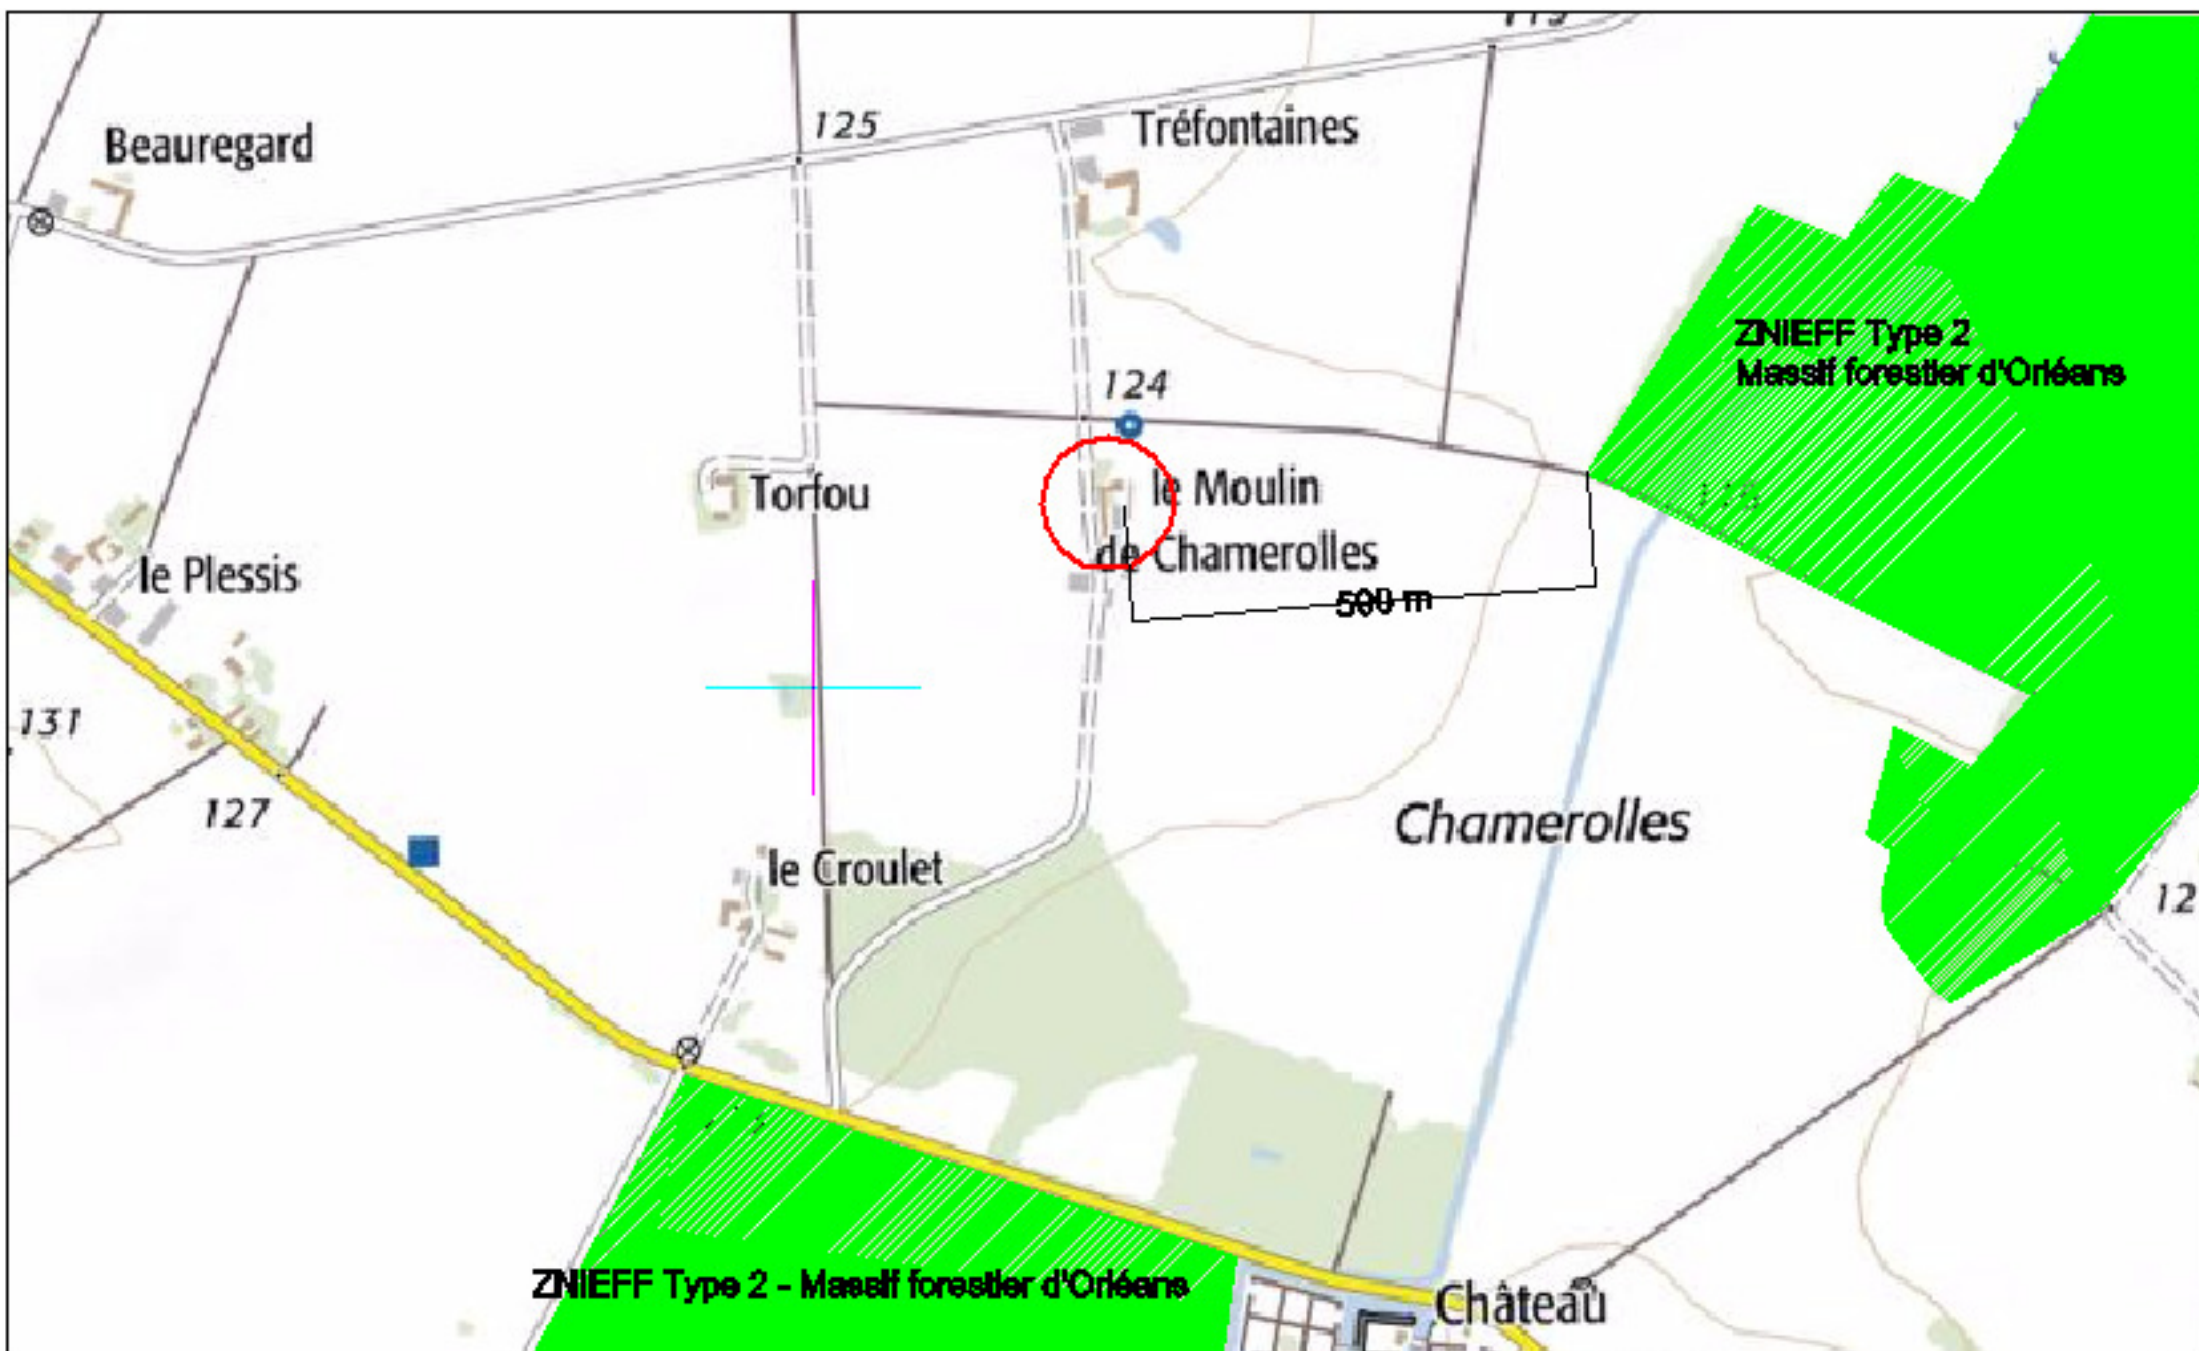 Beauregard
125
Tréfontaines
ZNIEFF Type 2
Massif forestier d'Orléans
124
le Moulin
de Chamerolles
Torfou
le Plessis
500 m
131
127
Chamerolles
le Croulet
12
ZNIEFF Type 2 - Massif forestier d'Orléans
Château